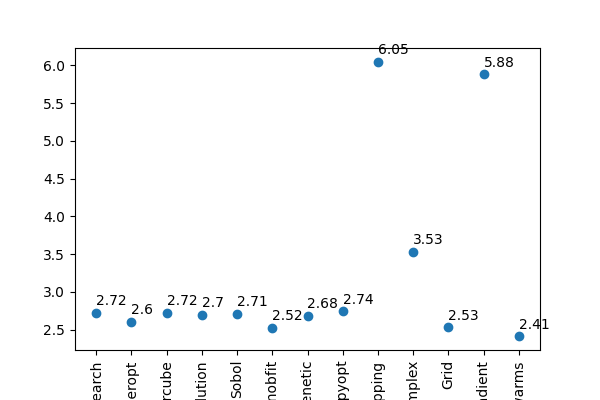 6.05
5.88
3.53
2.72
2.6
2.72
2.7
2.71
2.52
2.68
2.74
2.53
2.41
6.0
5.5
5.0
4.5
4.0
3.5
3.0
2.5
earch
eropt
rcube
lution
Sobol
nobfit
enetic
pyopt
pping
mplex
Grid
adient
varms